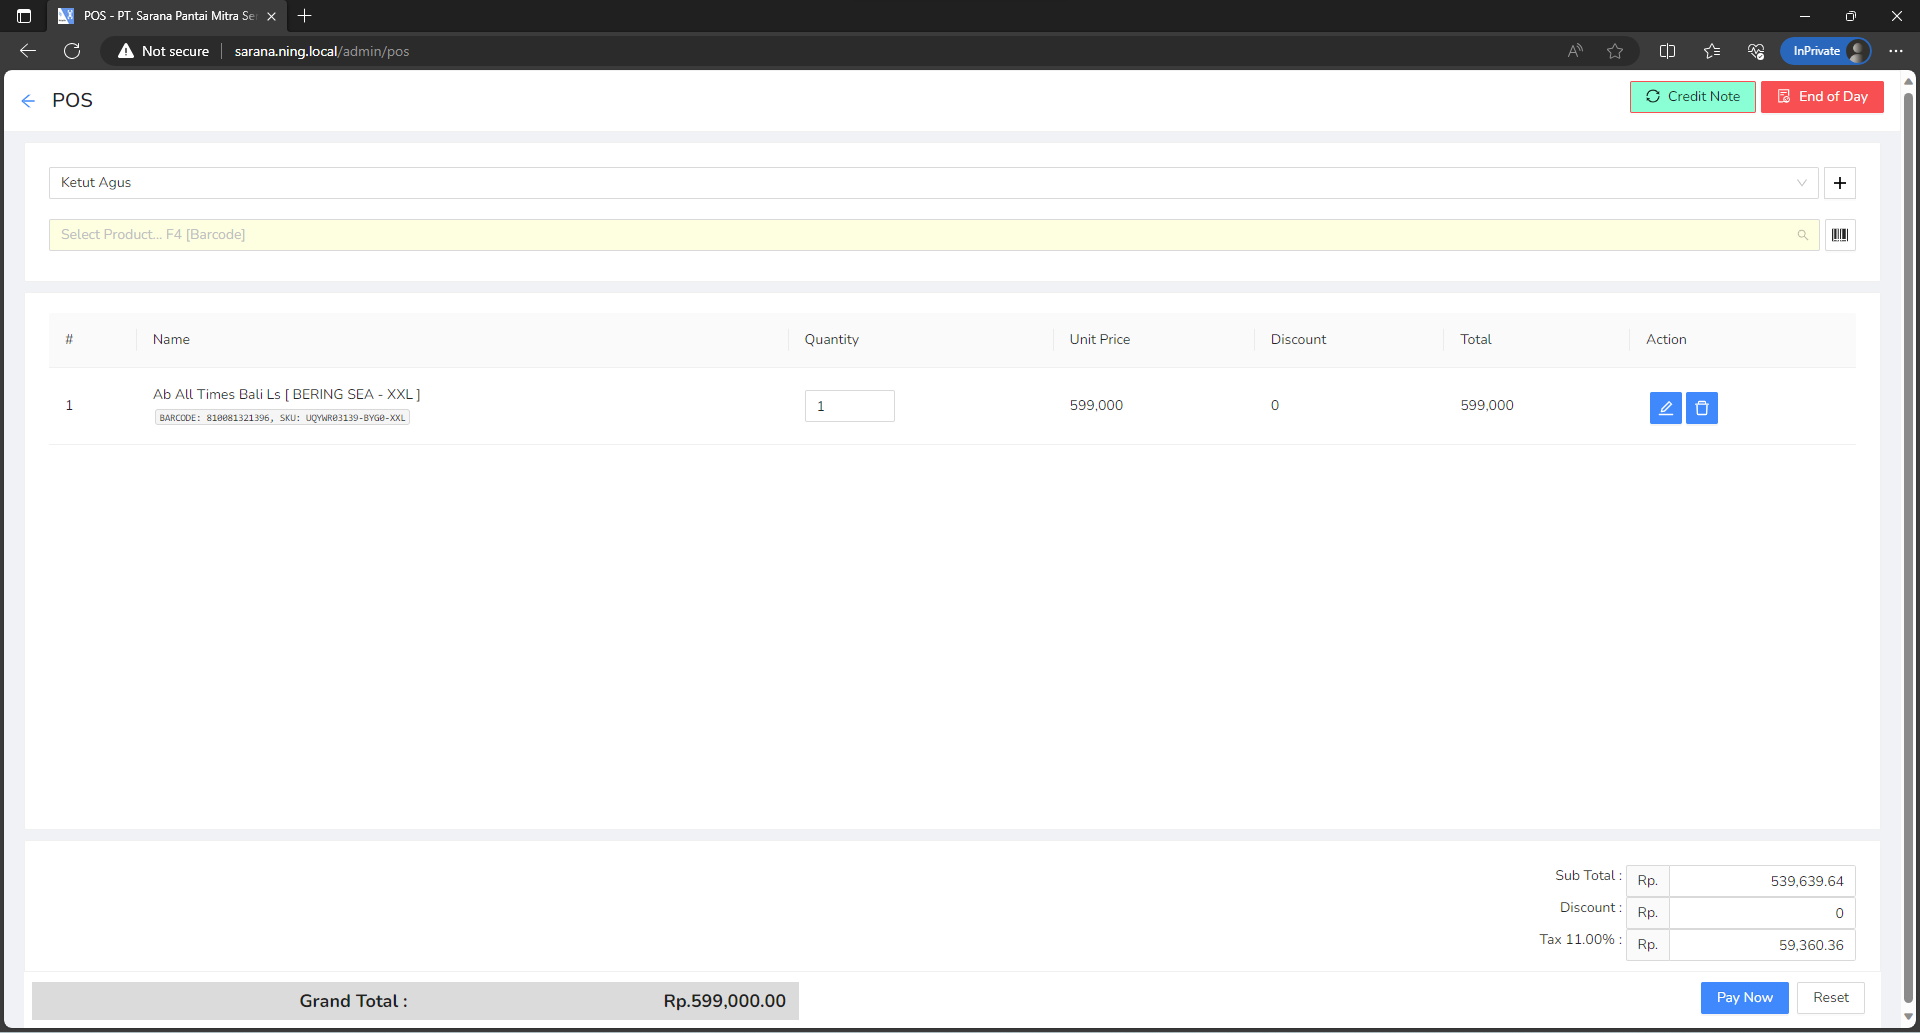 POS - PT. Sarana Pantai Mitra Se
Not secure
sarana.ning.local/admin/pos
InPrivate
POS
Credit Note
End of Day
Ketut Agus
Select Product... F4 [Barcode]
# Name Quantity Unit Price Discount Total Action
1 Ab All Times Bali Ls [ BERING SEA - XXL ] 1 599,000 0 599,000
BARCODE: 810081321396, SKU: UQYWR03139-BYG0-XXL
Sub Total : Rp. 539,639.64
Discount : Rp. 0
Tax 11.00% : Rp. 59,360.36
Grand Total : Rp.599,000.00
Pay Now
Reset